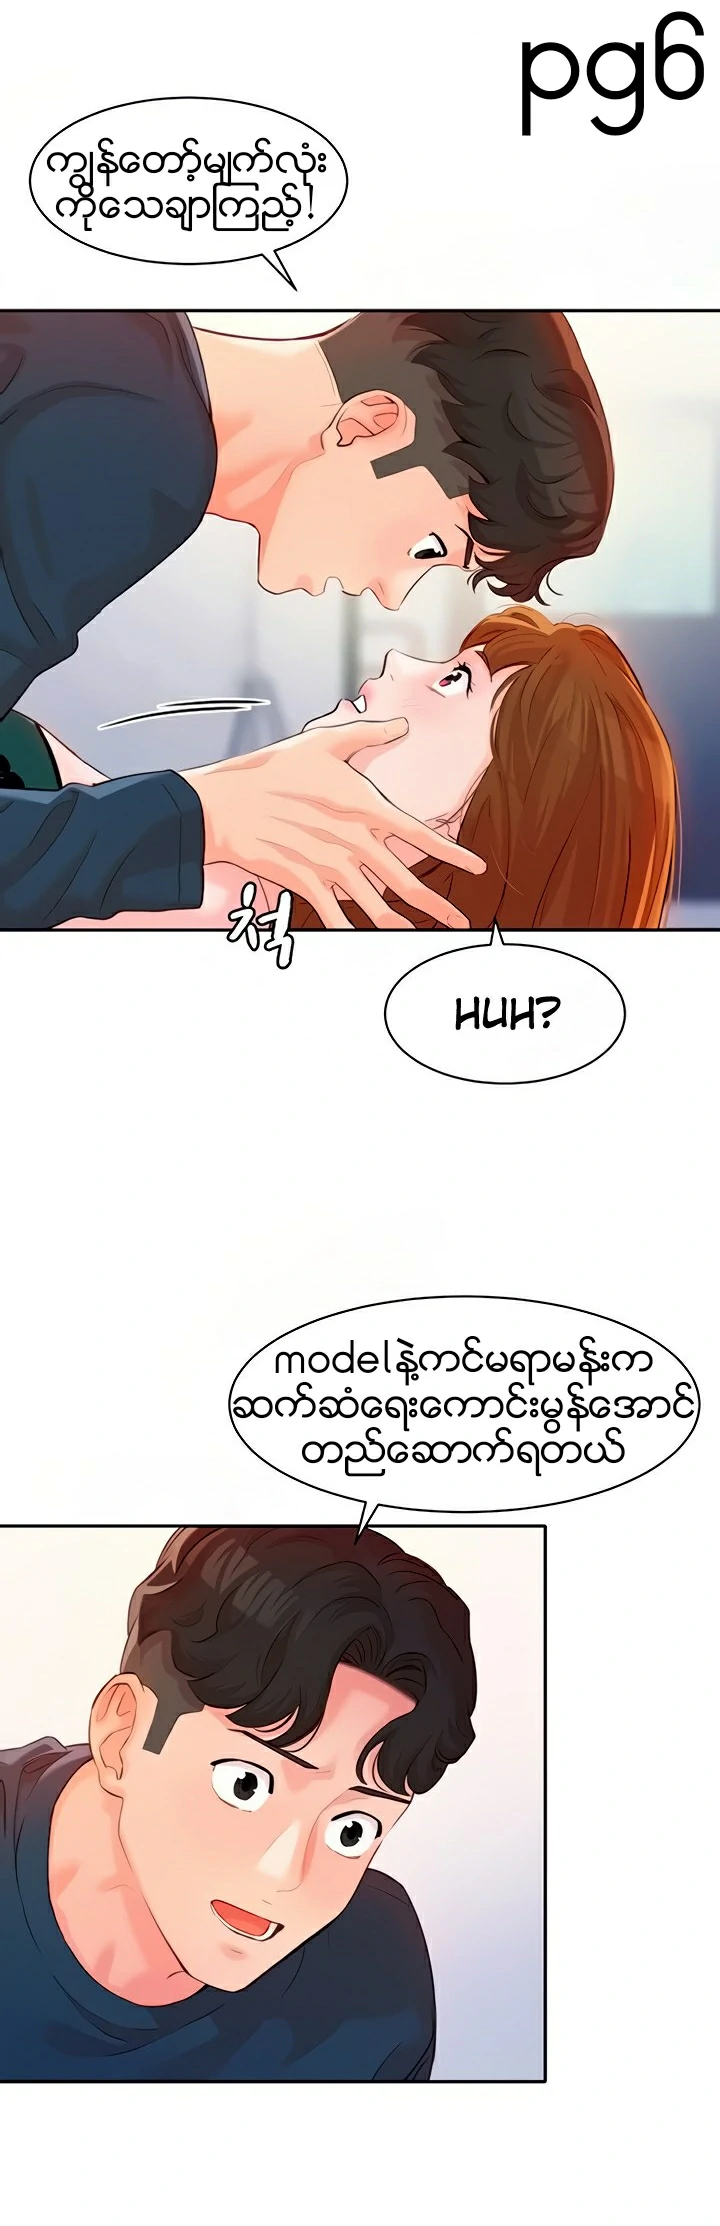 pg6
ကျွန်တော့်မျက်လုံး
ကိုသေချာကြည့်!
척
HUH?
modelနဲ့ကင်မရာမန်းက
ဆက်ဆံရေးကောင်းမွန်အောင်
တည်ဆောက်ရတယ်